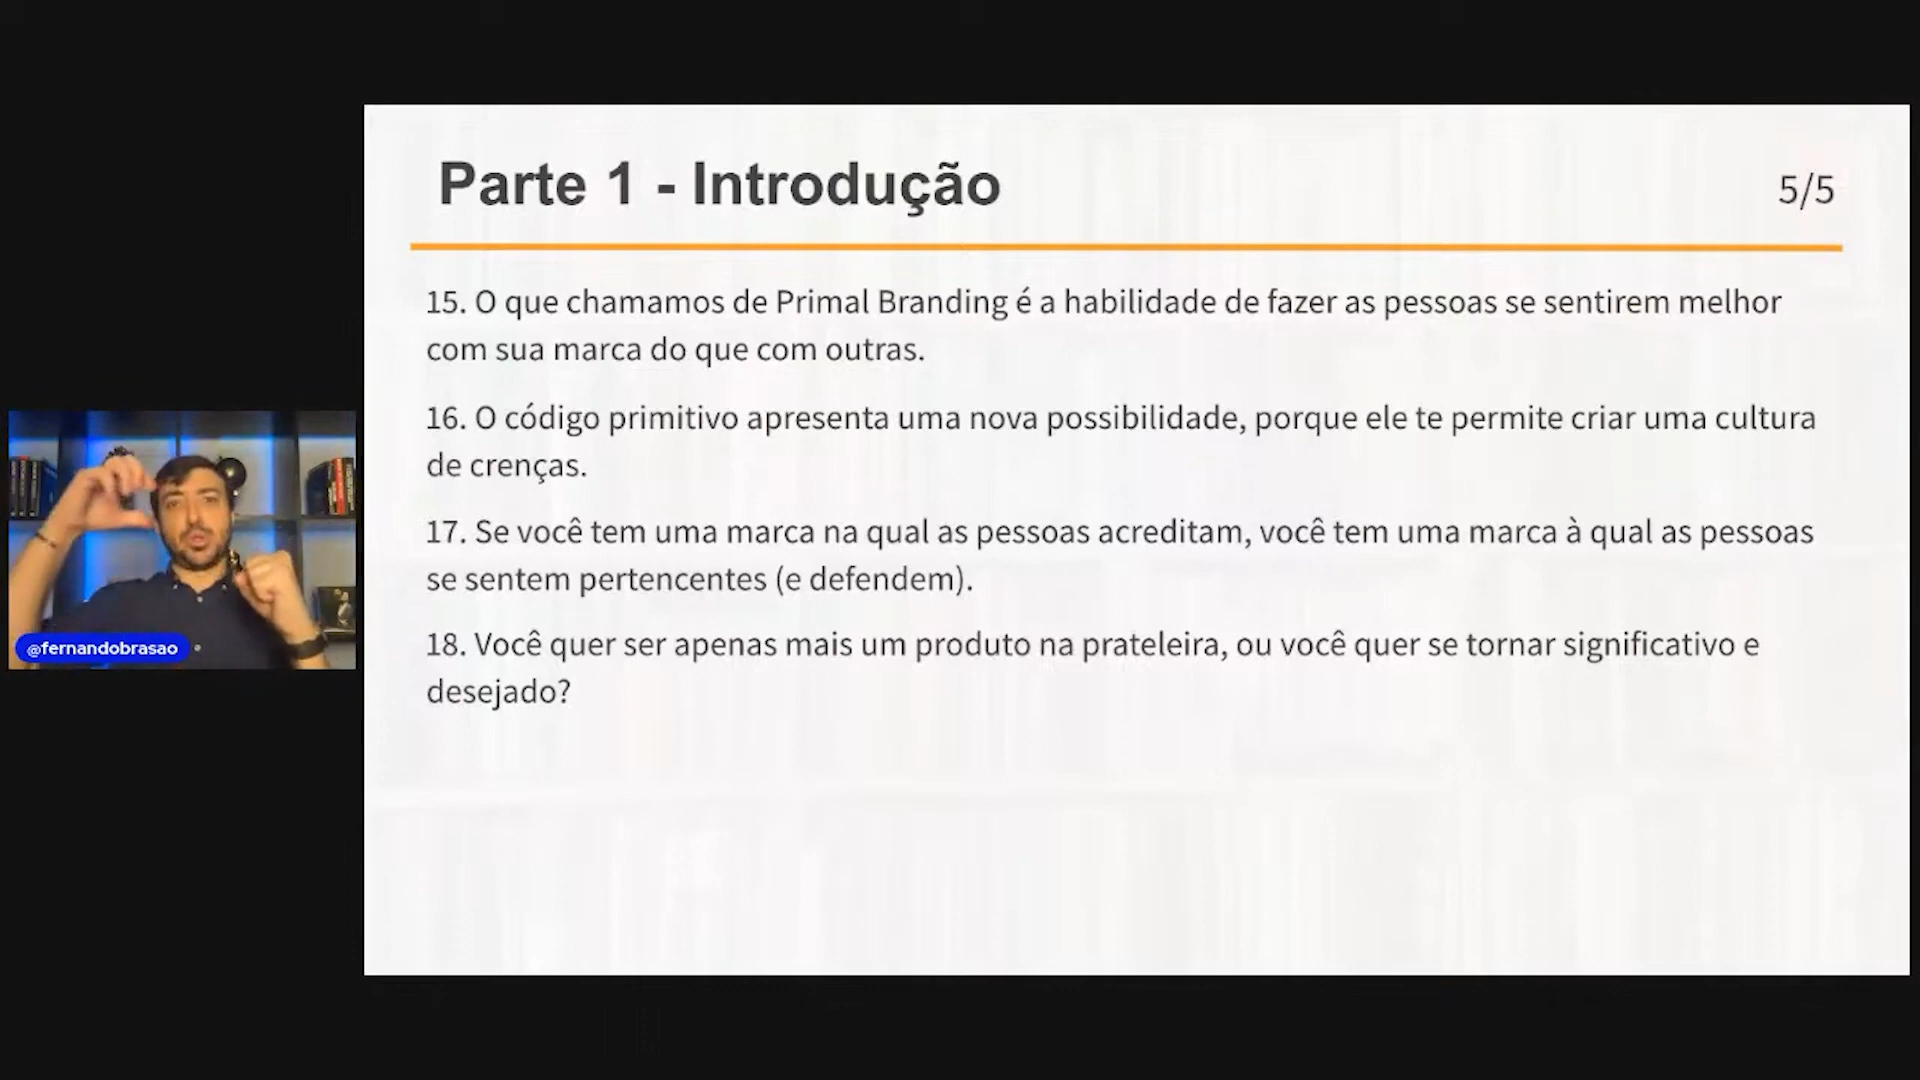 Parte 1 - Introdução
5/5
15. O que chamamos de Primal Branding é a habilidade de fazer as pessoas se sentirem melhor
com sua marca do que com outras.
16. O código primitivo apresenta uma nova possibilidade, porque ele te permite criar uma cultura
de crenças.
17. Se você tem uma marca na qual as pessoas acreditam, você tem uma marca à qual as pessoas
se sentem pertencentes (e defendem).
18. Você quer ser apenas mais um produto na prateleira, ou você quer se tornar significativo e
desejado?
@fernandobrasao